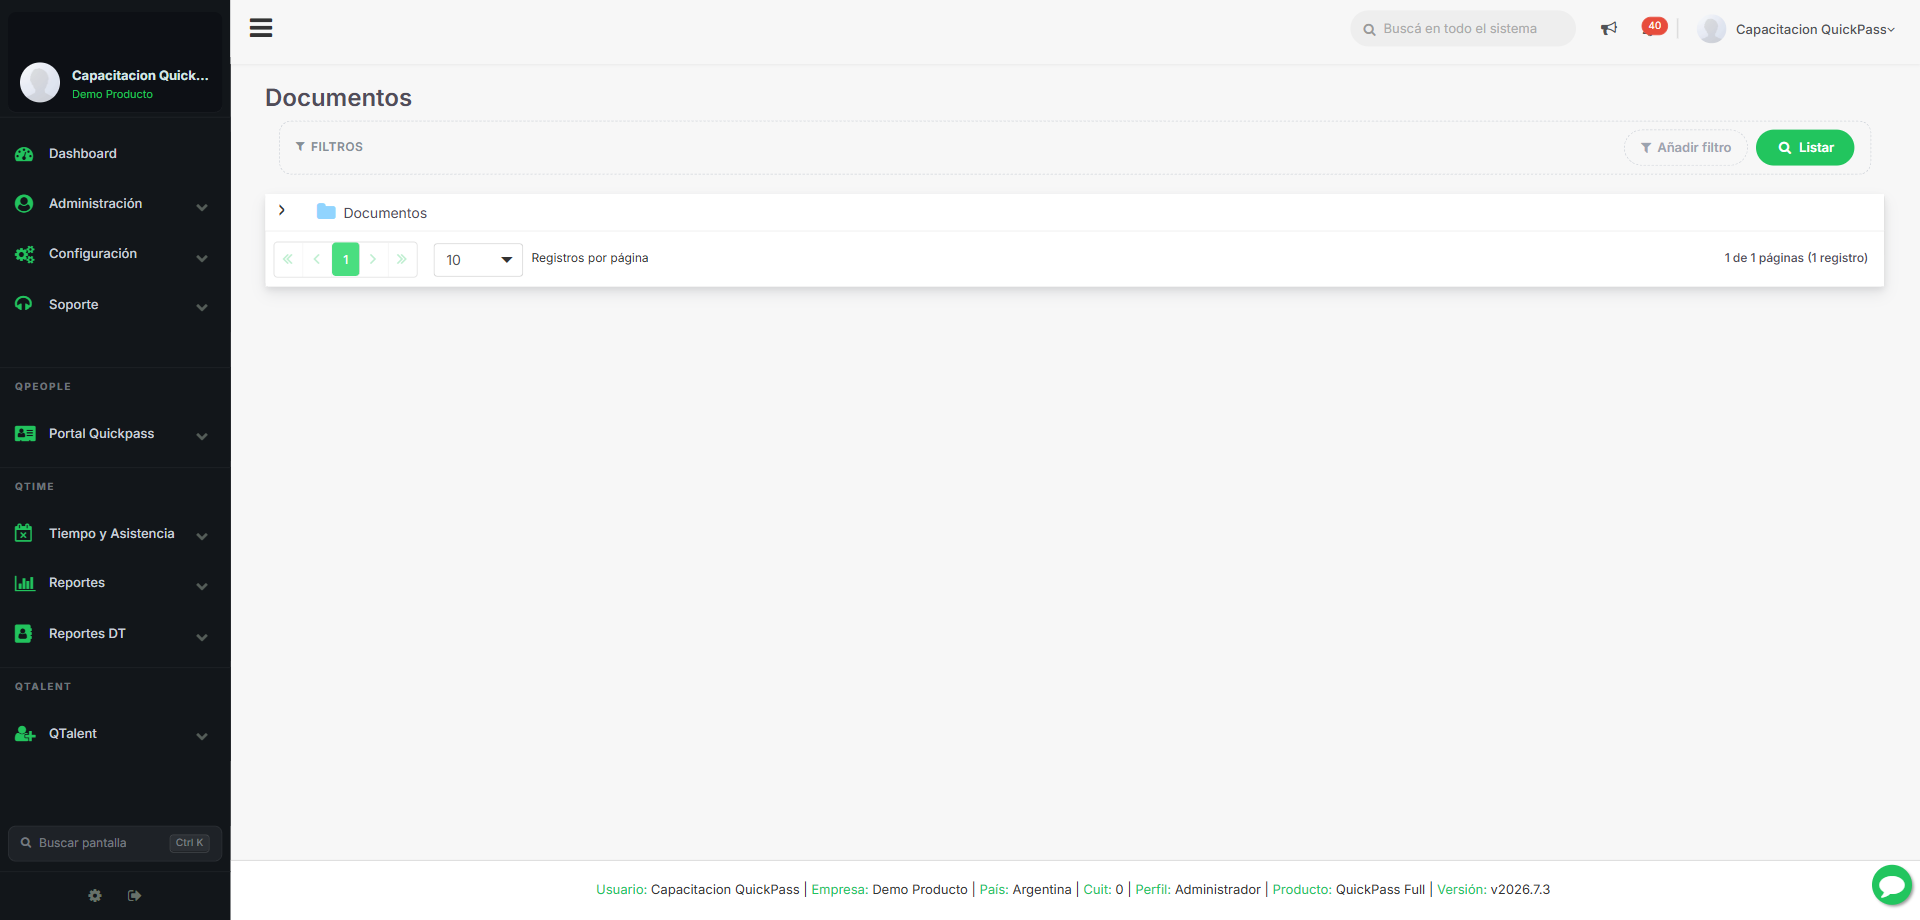 Capacitacion Quick...
Demo Producto
Dashboard
Administración
Configuración
Soporte
QPEOPLE
Portal Quickpass
QTIME
Tiempo y Asistencia
Reportes
Reportes DT
QTALENT
QTalent
Buscar pantalla Ctrl K
Buscá en todo el sistema
40
Capacitacion QuickPass
Documentos
FILTROS
Añadir filtro
Listar
Documentos
« ‹ 1 › »
10
Registros por página
1 de 1 páginas (1 registro)
Usuario: Capacitacion QuickPass | Empresa: Demo Producto | País: Argentina | Cuit: 0 | Perfil: Administrador | Producto: QuickPass Full | Versión: v2026.7.3